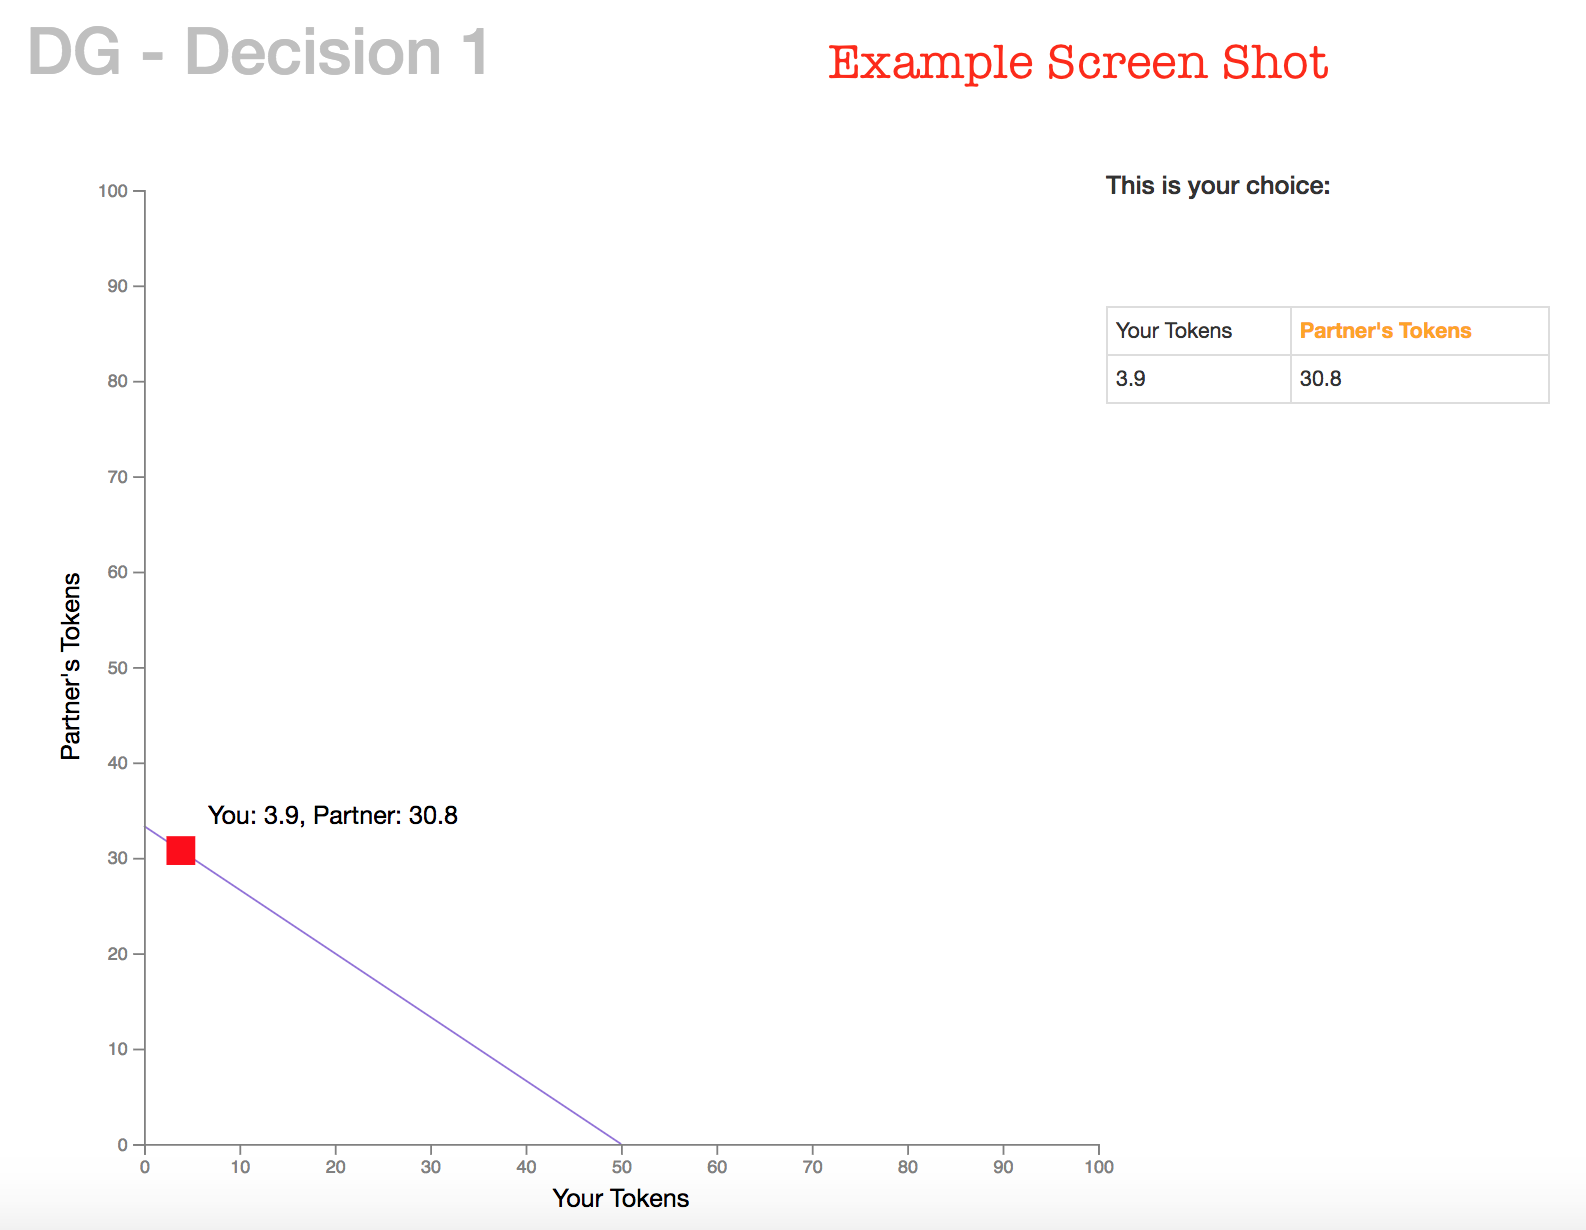 DG - Decision 1
Example Screen Shot
This is your choice:
Your Tokens Partner's Tokens
3.9 30.8
100
90
80
70
60
50
40
30
20
10
0
Partner's Tokens
You: 3.9, Partner: 30.8
0 10 20 30 40 50 60 70 80 90 100
Your Tokens